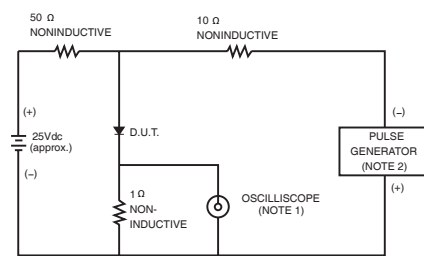 50 Ω
NONINDUCTIVE
10 Ω
NONINDUCTIVE
(+)
25Vdc
(approx.)
(−)
D.U.T.
1 Ω
NON-
INDUCTIVE
OSCILLISCOPE
(NOTE 1)
(−)
PULSE
GENERATOR
(NOTE 2)
(+)